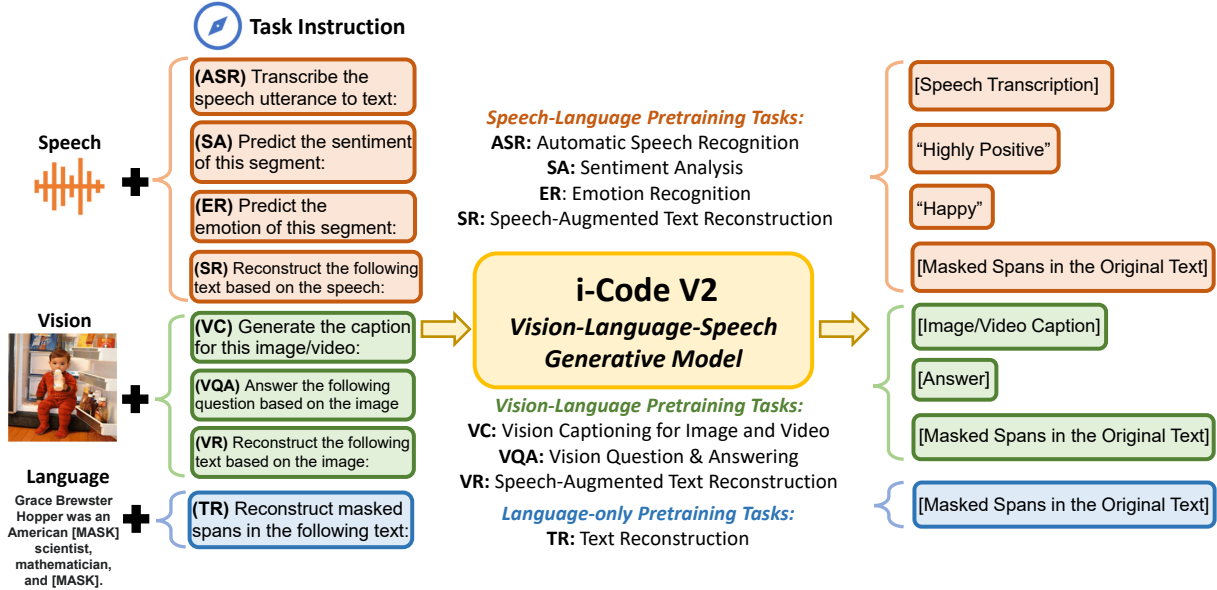 Task Instruction
Speech
(ASR) Transcribe the
speech utterance to text:
(SA) Predict the sentiment
of this segment:
(ER) Predict the
emotion of this segment:
(SR) Reconstruct the following
text based on the speech:
Vision
(VC) Generate the caption
for this image/video:
(VQA) Answer the following
question based on the image
(VR) Reconstruct the following
text based on the image:
Language
Grace Brewster
Hopper was an
American [MASK]
scientist,
mathematician,
and [MASK].
(TR) Reconstruct masked
spans in the following text:
Speech-Language Pretraining Tasks:
ASR: Automatic Speech Recognition
SA: Sentiment Analysis
ER: Emotion Recognition
SR: Speech-Augmented Text Reconstruction
i-Code V2
Vision-Language-Speech
Generative Model
Vision-Language Pretraining Tasks:
VC: Vision Captioning for Image and Video
VQA: Vision Question & Answering
VR: Speech-Augmented Text Reconstruction
Language-only Pretraining Tasks:
TR: Text Reconstruction
[Speech Transcription]
“Highly Positive”
“Happy”
[Masked Spans in the Original Text]
[Image/Video Caption]
[Answer]
[Masked Spans in the Original Text]
[Masked Spans in the Original Text]